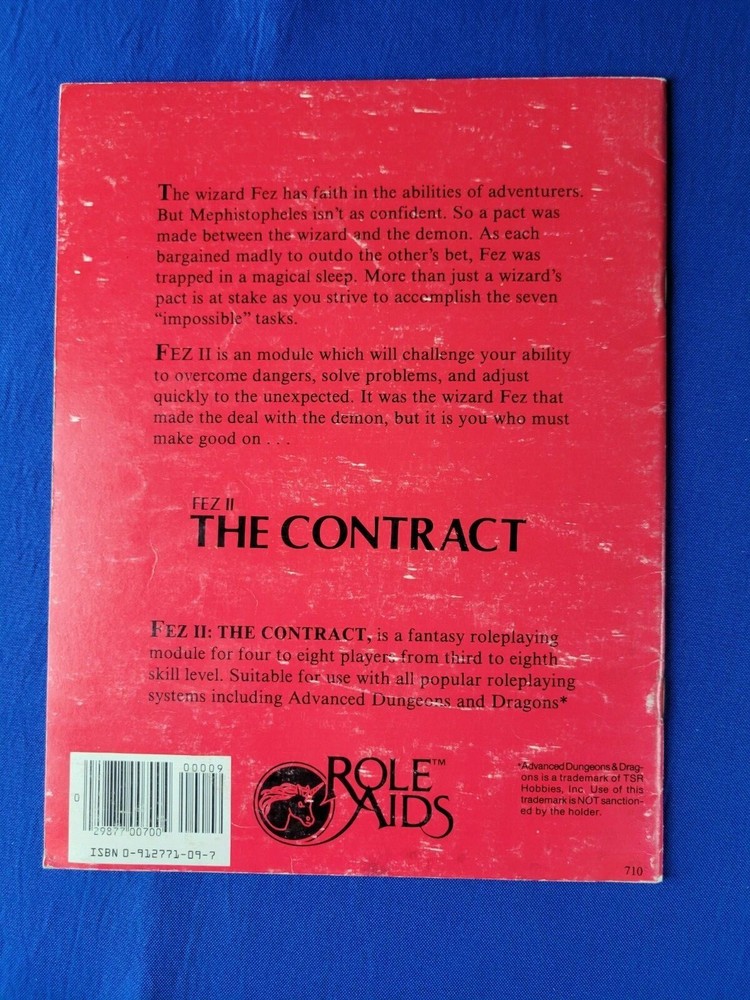 The wizard Fez has faith in the abilities of adventurers.
But Mephistopheles isn't as confident. So a pact was
made between the wizard and the demon. As each
bargained madly to outdo the other's bet, Fez was
trapped in a magical sleep. More than just a wizard's
pact is at stake as you strive to accomplish the seven
“impossible” tasks.
FEZ II is an module which will challenge your ability
to overcome dangers, solve problems, and adjust
quickly to the unexpected. It was the wizard Fez that
made the deal with the demon, but it is you who must
make good on . . .
FEZ II
THE CONTRACT
FEZ II: THE CONTRACT, is a fantasy roleplaying
module for four to eight players from third to eighth
skill level. Suitable for use with all popular roleplaying
systems including Advanced Dungeons and Dragons*
00009
0
29877 00700
ISBN 0-912771-09-7
ROLE™
AIDS
*Advanced Dungeons & Drag-
ons is a trademark of TSR
Hobbies, Inc. Use of this
trademark is NOT sanction-
ed by the holder.
710